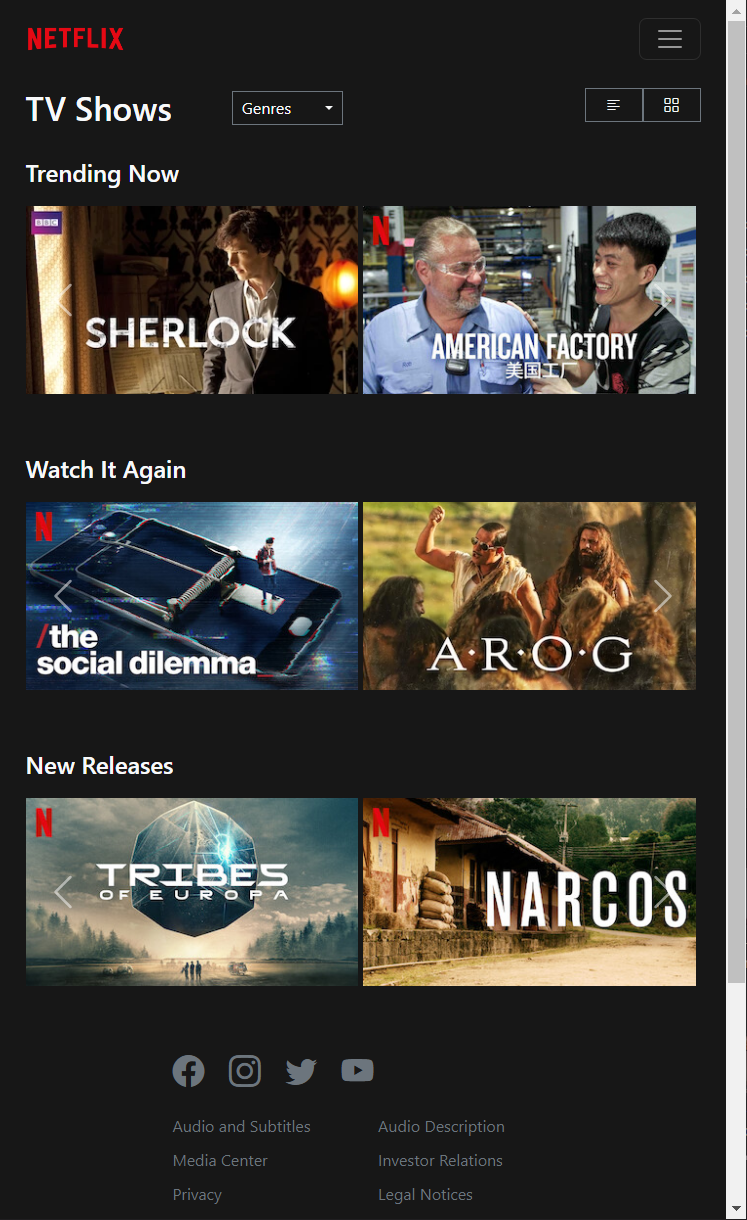 NETFLIX
TV Shows
Genres
Trending Now
BBC
SHERLOCK
N
AMERICAN FACTORY
美国工厂
Watch It Again
N
/the
social dilemma_
A·R·O·G
New Releases
N
TRIBES
OF EUROPA
N
NARCOS
Audio and Subtitles
Audio Description
Media Center
Investor Relations
Privacy
Legal Notices